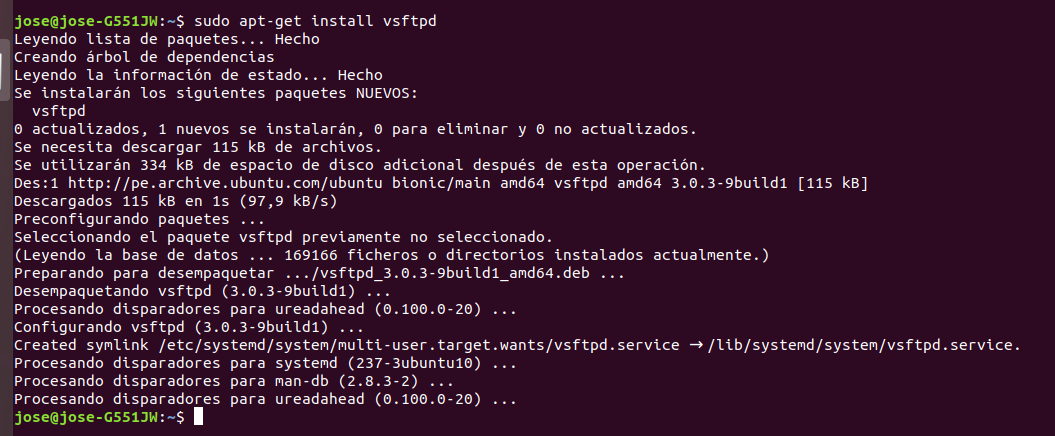 jose@jose-G551JW:~$ sudo apt-get install vsftpd
Leyendo lista de paquetes... Hecho
Creando árbol de dependencias
Leyendo la información de estado... Hecho
Se instalarán los siguientes paquetes NUEVOS:
  vsftpd
0 actualizados, 1 nuevos se instalarán, 0 para eliminar y 0 no actualizados.
Se necesita descargar 115 kB de archivos.
Se utilizarán 334 kB de espacio de disco adicional después de esta operación.
Des:1 http://pe.archive.ubuntu.com/ubuntu bionic/main amd64 vsftpd amd64 3.0.3-9build1 [115 kB]
Descargados 115 kB en 1s (97,9 kB/s)
Preconfigurando paquetes ...
Seleccionando el paquete vsftpd previamente no seleccionado.
(Leyendo la base de datos ... 169166 ficheros o directorios instalados actualmente.)
Preparando para desempaquetar .../vsftpd_3.0.3-9build1_amd64.deb ...
Desempaquetando vsftpd (3.0.3-9build1) ...
Procesando disparadores para ureadahead (0.100.0-20) ...
Configurando vsftpd (3.0.3-9build1) ...
Created symlink /etc/systemd/system/multi-user.target.wants/vsftpd.service → /lib/systemd/system/vsftpd.service.
Procesando disparadores para systemd (237-3ubuntu10) ...
Procesando disparadores para man-db (2.8.3-2) ...
Procesando disparadores para ureadahead (0.100.0-20) ...
jose@jose-G551JW:~$